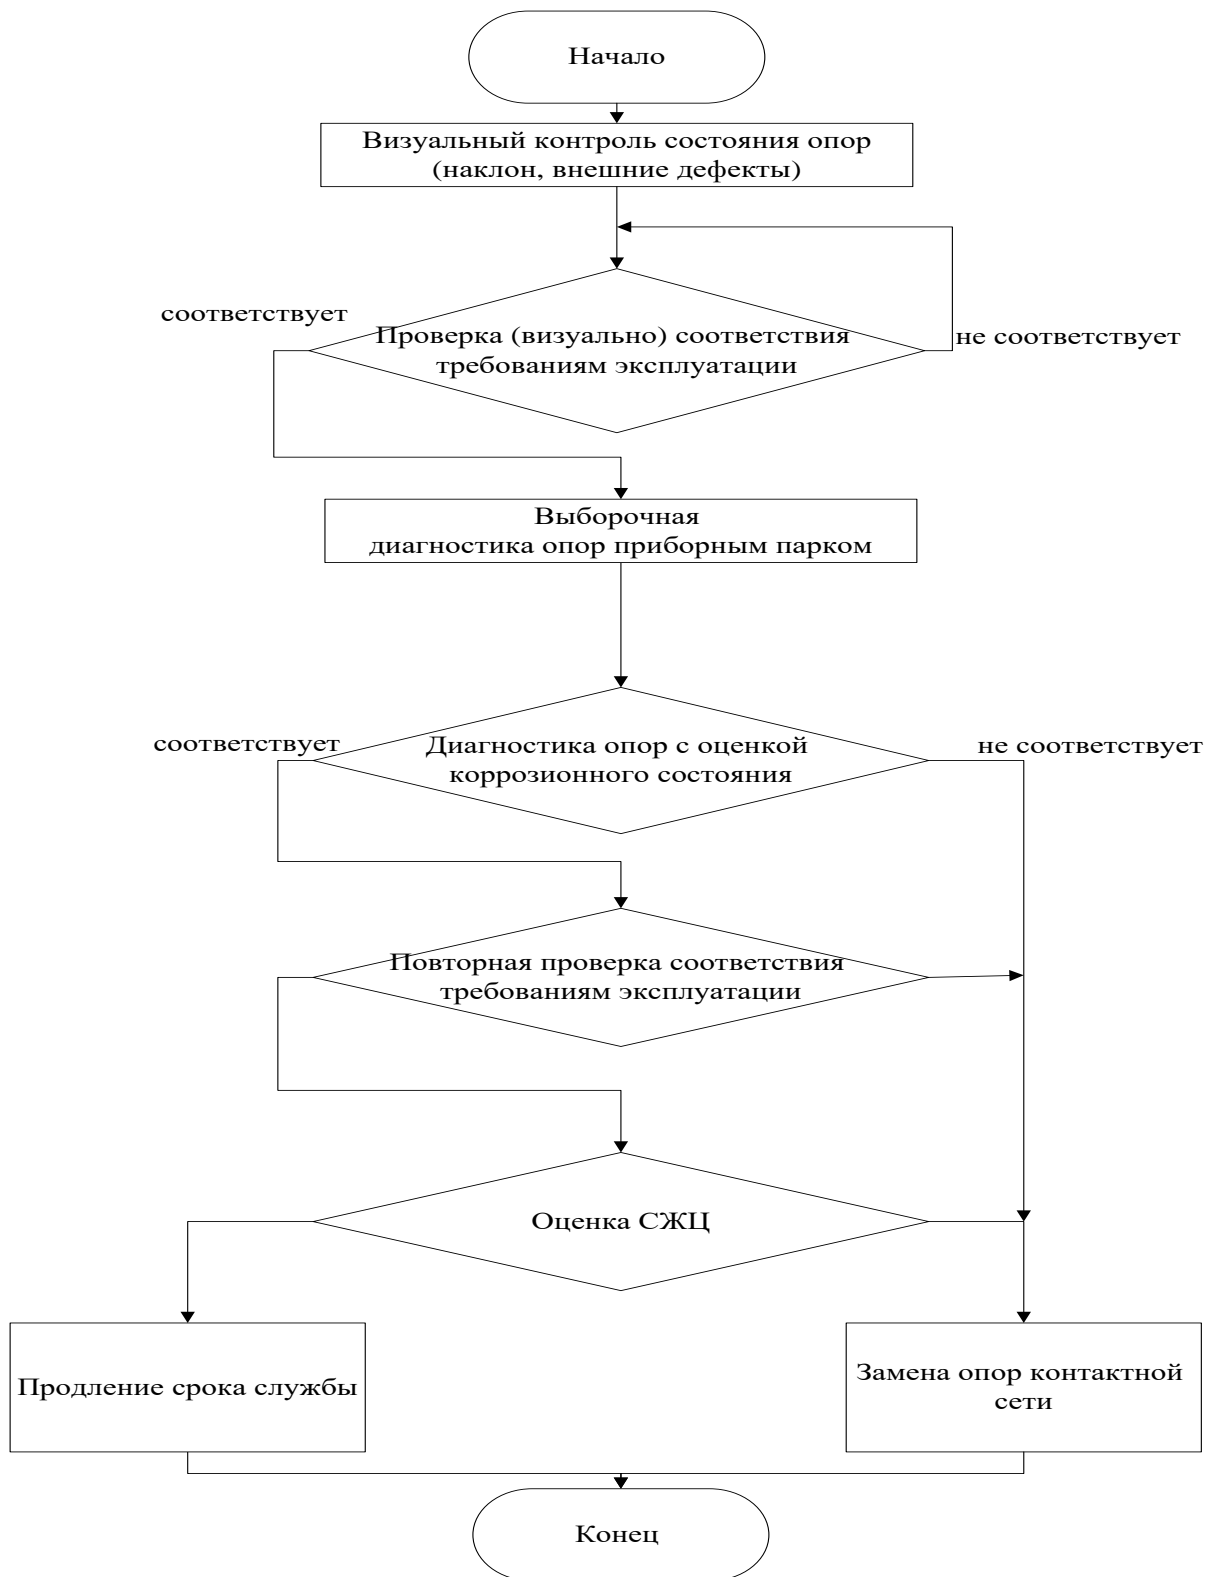 Начало
Визуальный контроль состояния опор
(наклон, внешние дефекты)
соответствует
Проверка (визуально) соответствия
требованиям эксплуатации
не соответствует
Выборочная
диагностика опор приборным парком
соответствует
Диагностика опор с оценкой
коррозионного состояния
не соответствует
Повторная проверка соответствия
требованиям эксплуатации
Оценка СЖЦ
Продление срока службы
Замена опор контактной
сети
Конец